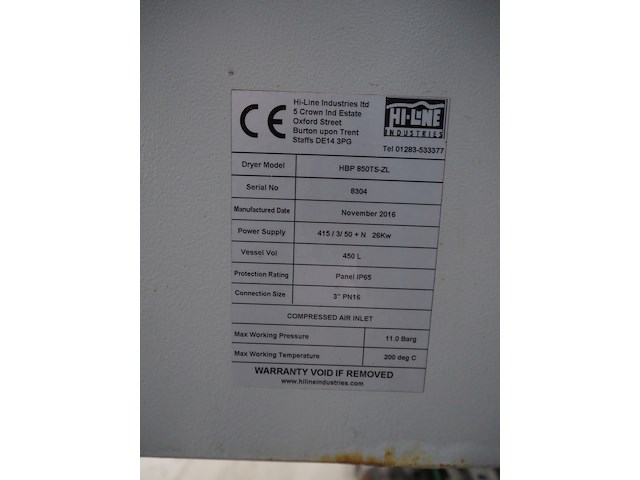 CE
Hi-Line Industries ltd
5 Crown Ind Estate
Oxford Street
Burton upon Trent
Staffs DE14 3PG
HI-LINE
INDUSTRIES
Tel 01283-533377
Dryer Model HBP 850TS-ZL
Serial No 8304
Manufactured Date November 2016
Power Supply 415 / 3/ 50 + N 26Kw
Vessel Vol 450 L
Protection Rating Panel IP65
Connection Size 3" PN16
COMPRESSED AIR INLET
Max Working Pressure 11.0 Barg
Max Working Temperature 200 deg C
WARRANTY VOID IF REMOVED
www.hilineindustries.com